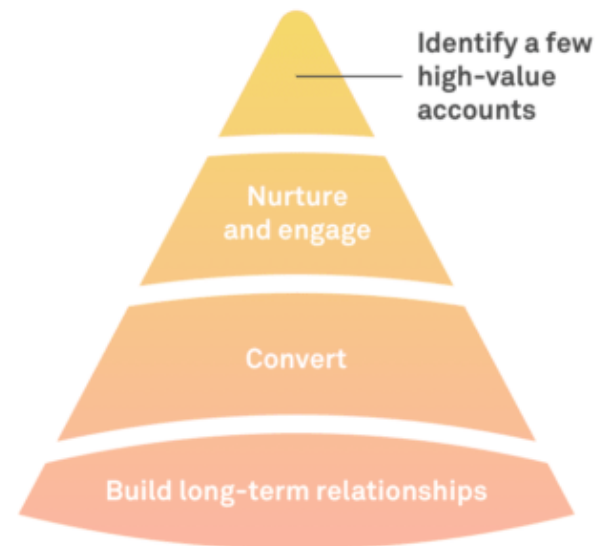 Identify a few
high-value
accounts
Nurture
and engage
Convert
Build long-term relationships